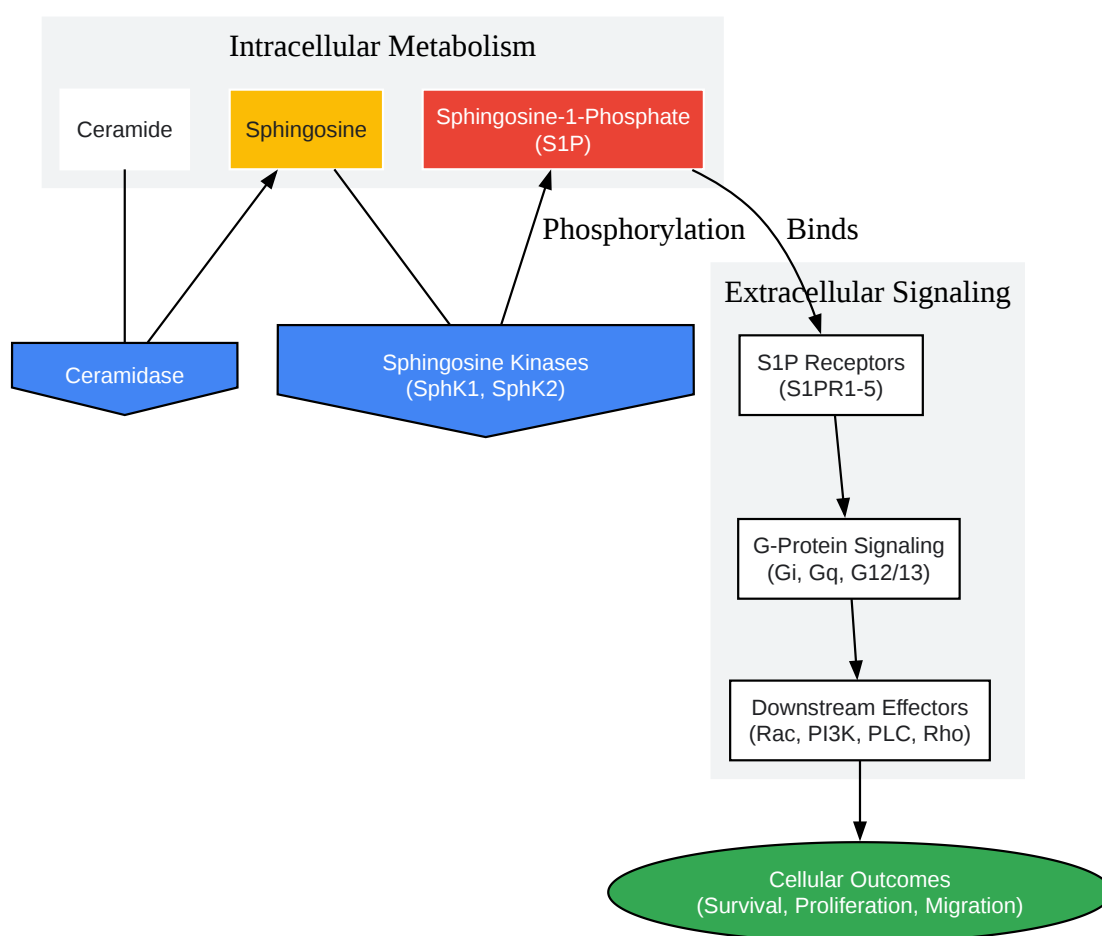 Intracellular Metabolism
Ceramide
Sphingosine
Sphingosine-1-Phosphate
(S1P)
Phosphorylation
Binds
Extracellular Signaling
Ceramidase
Sphingosine Kinases
(SphK1, SphK2)
S1P Receptors
(S1PR1-5)
G-Protein Signaling
(Gi, Gq, G12/13)
Downstream Effectors
(Rac, PI3K, PLC, Rho)
Cellular Outcomes
(Survival, Proliferation, Migration)